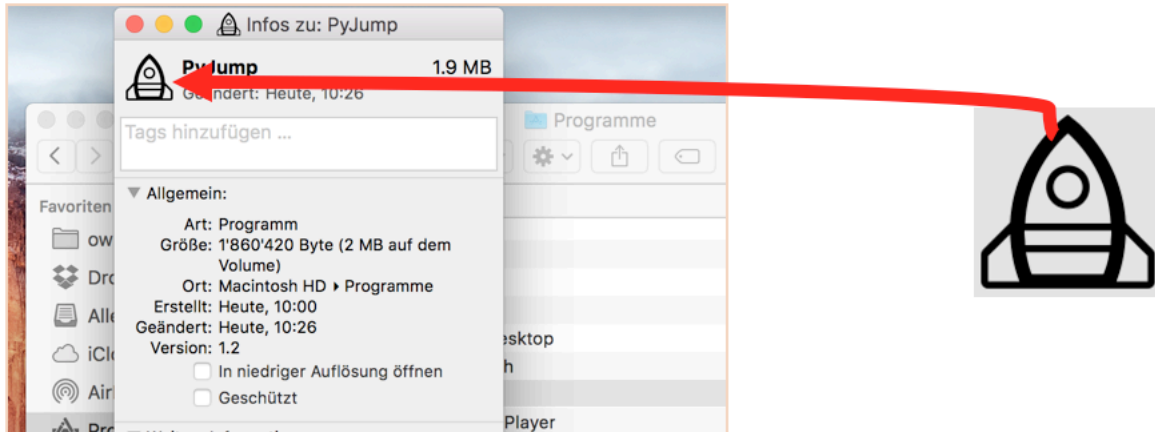 Infos zu: PyJump
PyJump 1.9 MB
Geändert: Heute, 10:26
Tags hinzufügen ...
Programme
Allgemein:
Favoriten
Art: Programm
Größe: 1'860'420 Byte (2 MB auf dem
Volume)
Ort: Macintosh HD ▸ Programme
Erstellt: Heute, 10:00
Geändert: Heute, 10:26
Version: 1.2
In niedriger Auflösung öffnen
Geschützt
Player